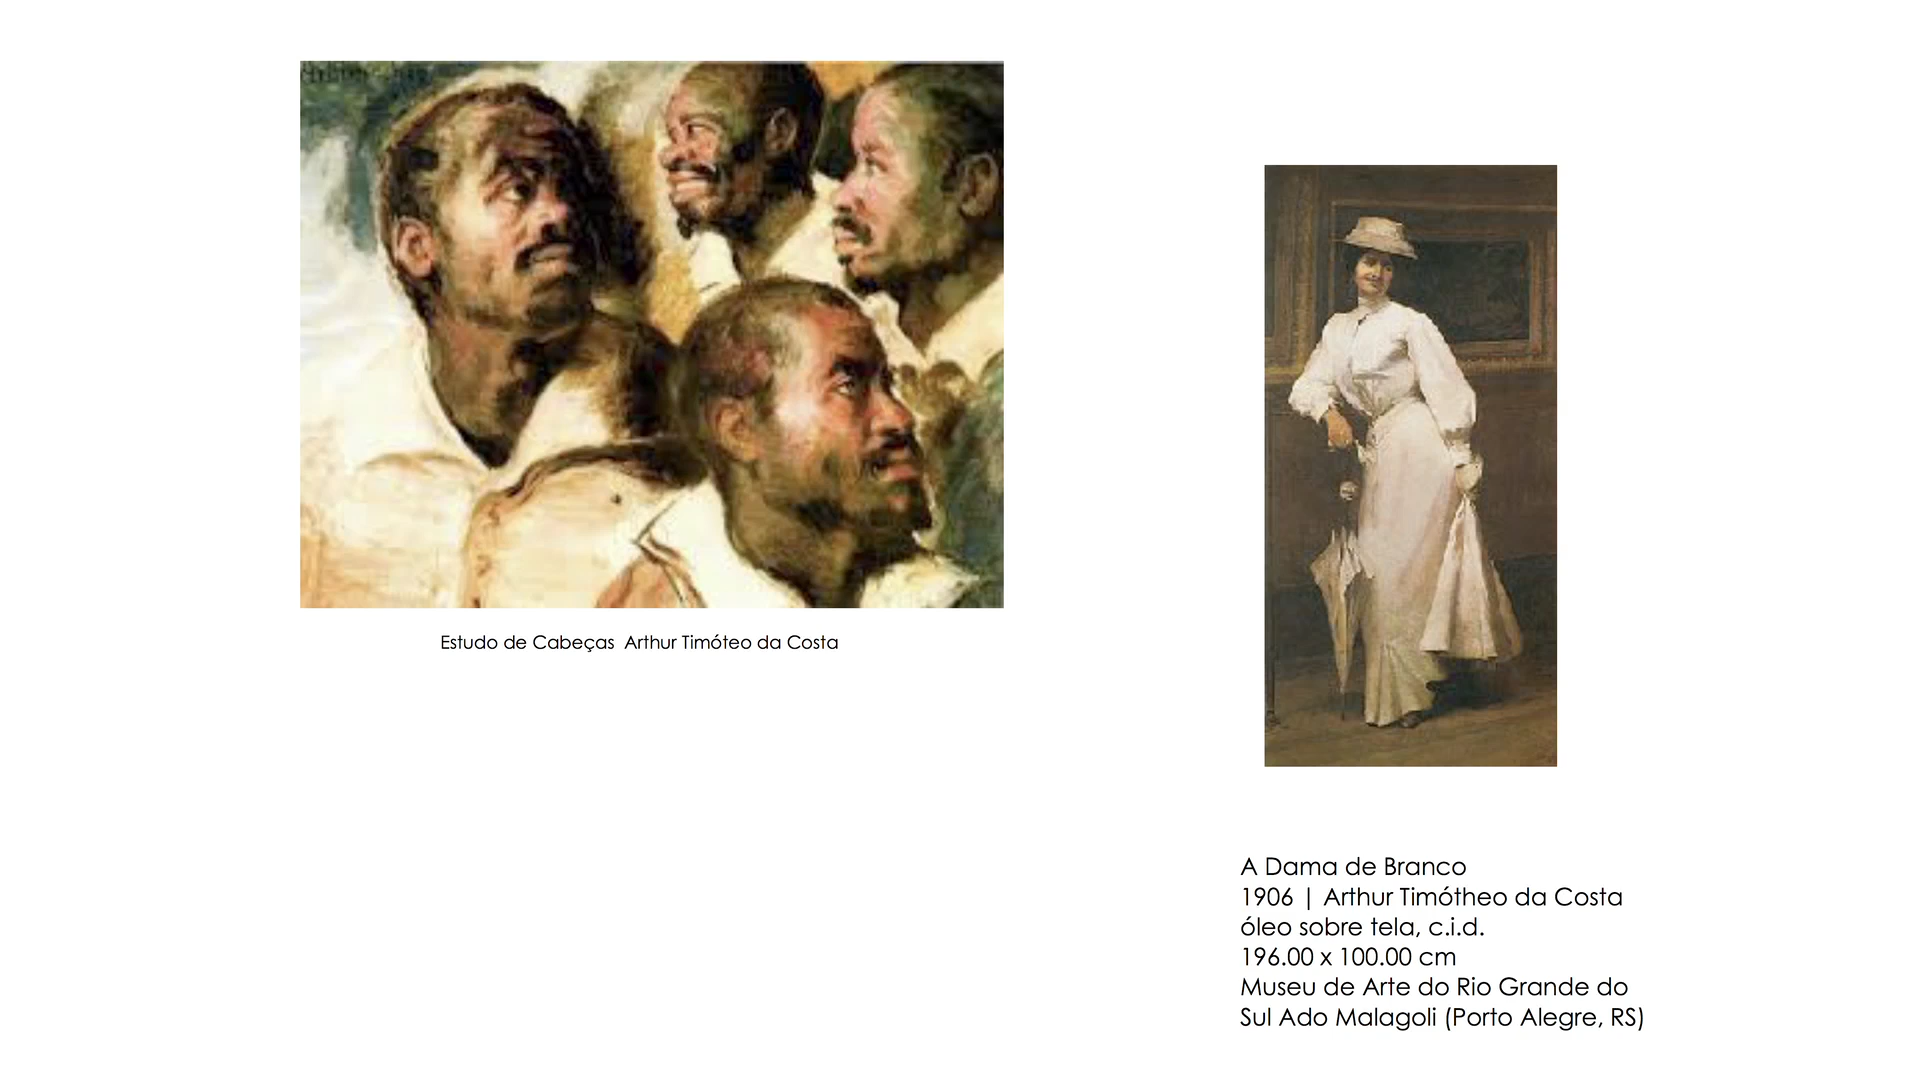 Estudo de Cabeças  Arthur Timóteo da Costa
A Dama de Branco
1906 | Arthur Timótheo da Costa
óleo sobre tela, c.i.d.
196.00 x 100.00 cm
Museu de Arte do Rio Grande do
Sul Ado Malagoli (Porto Alegre, RS)